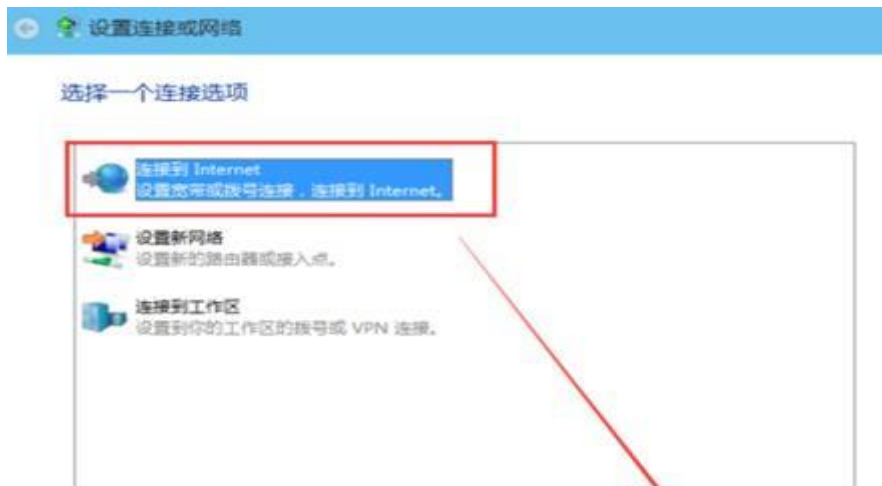 设置连接或网络
选择一个连接选项
连接到 Internet
设置宽带或拨号连接，连接到 Internet。
设置新网络
设置新的路由器或接入点。
连接到工作区
设置到你的工作区的拨号或 VPN 连接。